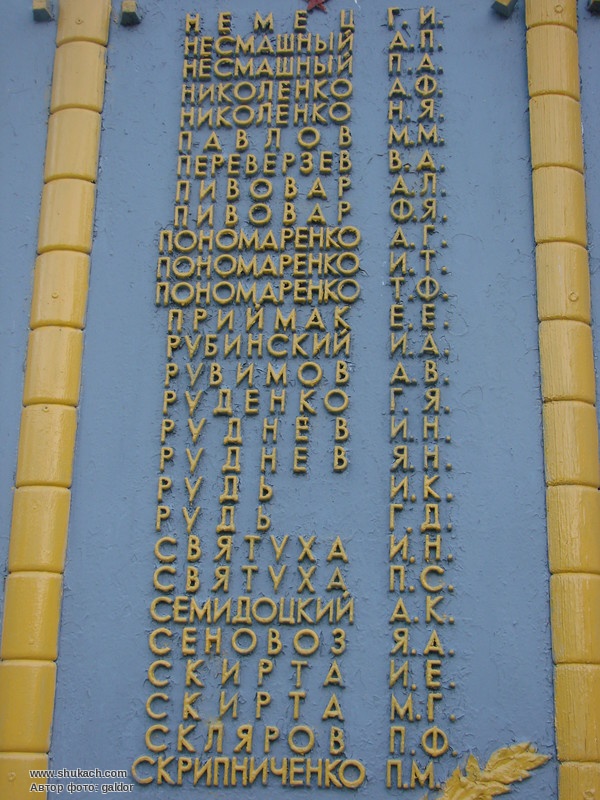 НЕМЕЦ Г.И.
НЕСМАШНЫЙ А.П.
НЕСМАШНЫЙ П.А.
НИКОЛЕНКО А.Ф.
НИКОЛЕНКО Н.Я.
ПАВЛОВ М.М.
ПЕРЕВЕРЗЕВ В.А.
ПИВОВАР А.Л.
ПИВОВАР Ф.Я.
ПОНОМАРЕНКО А.Г.
ПОНОМАРЕНКО И.Т.
ПОНОМАРЕНКО Т.Ф.
ПРИЙМАК Е.Е.
РУБИНСКИЙ И.А.
РУВИМОВ А.В.
РУДЕНКО Г.Я.
РУДНЕВ И.Н.
РУДНЕВ Я.Н.
РУДЬ И.К.
РУДЬ Г.Д.
СВЯТУХА И.Н.
СВЯТУХА П.С.
СЕМИДОЦКИЙ А.К.
СЕНОВОЗ Я.А.
СКИРТА И.Е.
СКИРТА М.Г.
СКЛЯРОВ П.Ф.
СКРИПНИЧЕНКО П.М.
www.shukach.com
Автор фото: galdor